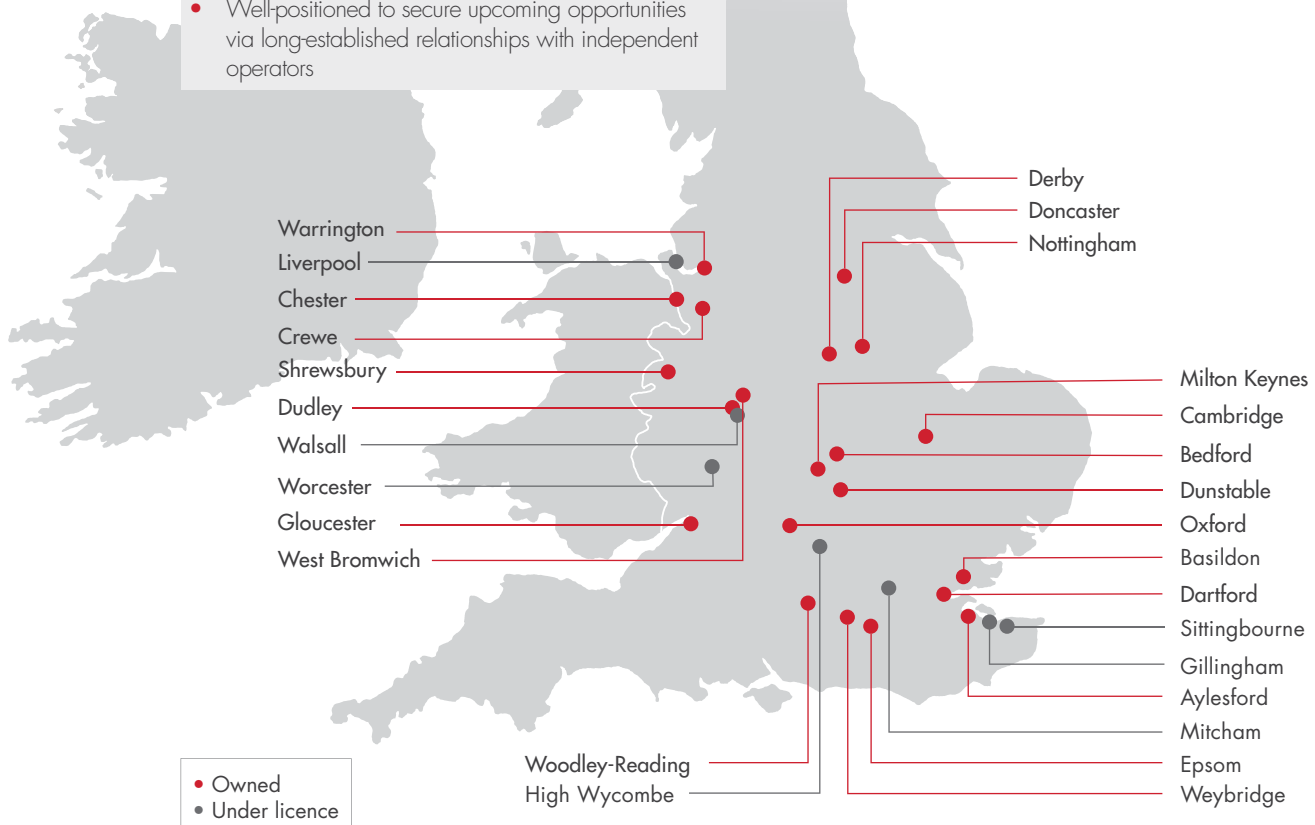 • Well-positioned to secure upcoming opportunities
via long-established relationships with independent
operators
Derby
Doncaster
Nottingham
Warrington
Liverpool
Chester
Crewe
Shrewsbury
Dudley
Walsall
Worcester
Gloucester
West Bromwich
Milton Keynes
Cambridge
Bedford
Dunstable
Oxford
Basildon
Dartford
Sittingbourne
Gillingham
Aylesford
Mitcham
Epsom
Weybridge
Woodley-Reading
High Wycombe
• Owned
• Under licence